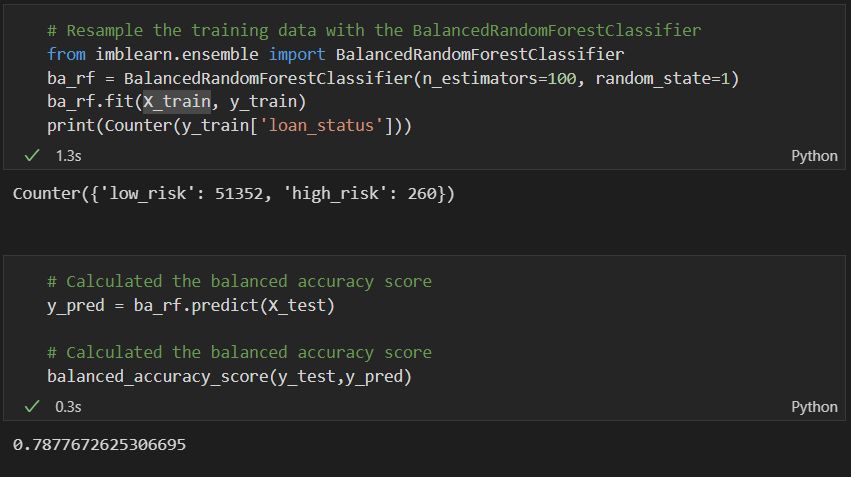 # Resample the training data with the BalancedRandomForestClassifier
from imblearn.ensemble import BalancedRandomForestClassifier
ba_rf = BalancedRandomForestClassifier(n_estimators=100, random_state=1)
ba_rf.fit(X_train, y_train)
print(Counter(y_train['loan_status']))
1.3s Python
Counter({'low_risk': 51352, 'high_risk': 260})
# Calculated the balanced accuracy score
y_pred = ba_rf.predict(X_test)
# Calculated the balanced accuracy score
balanced_accuracy_score(y_test,y_pred)
0.3s Python
0.7877672625306695